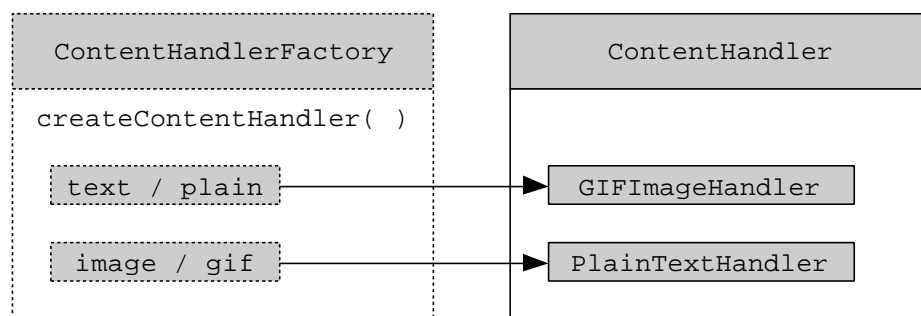 ContentHandlerFactory
ContentHandler
createContentHandler( )
text / plain
GIFImageHandler
image / gif
PlainTextHandler